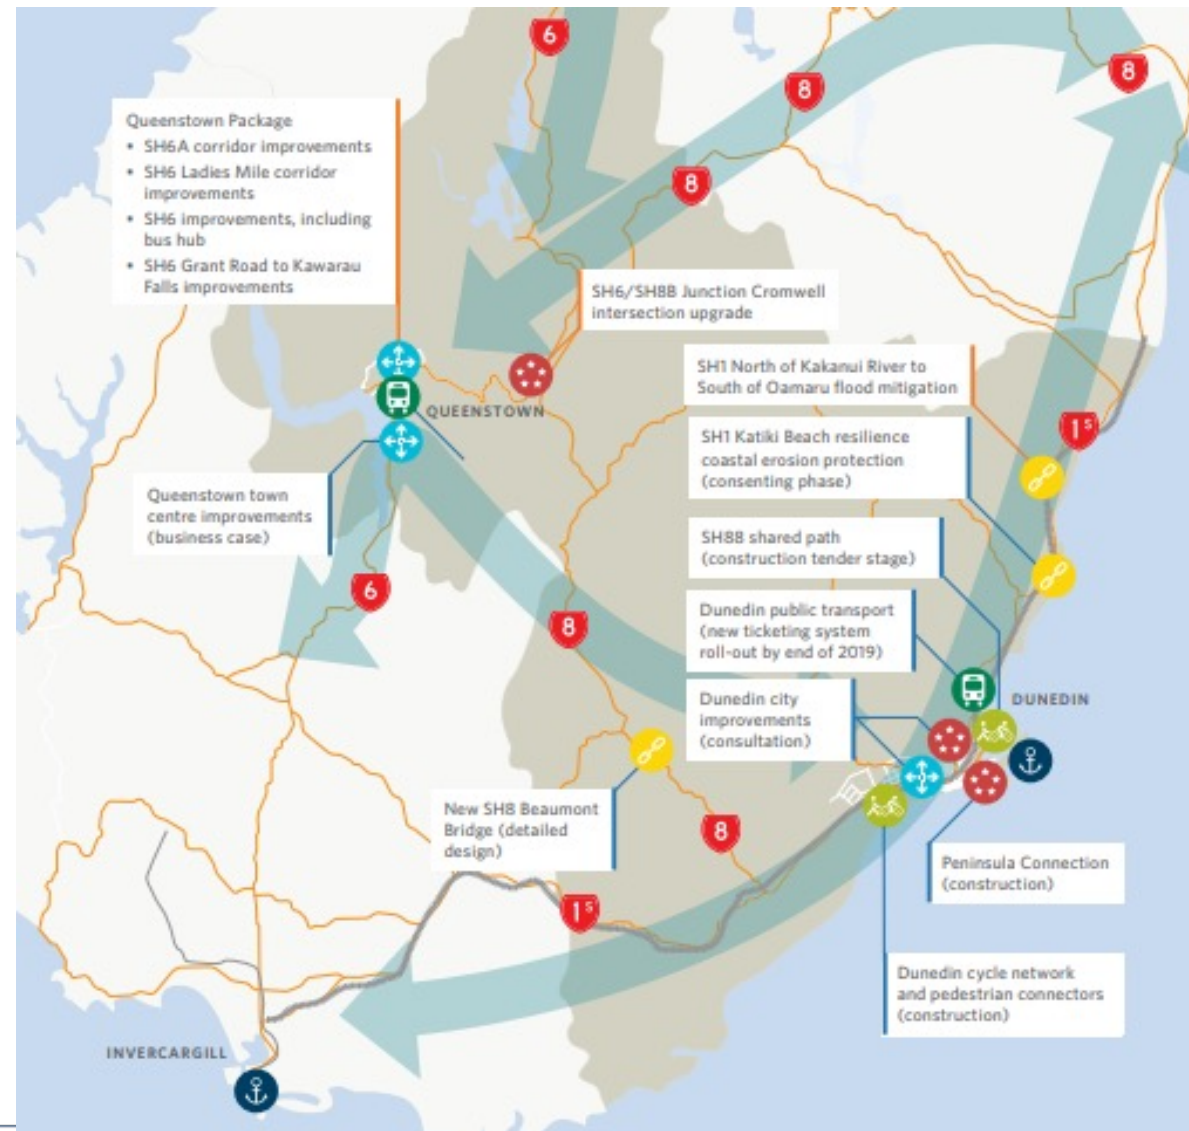 6
8
8
8
Queenstown Package
• SH6A corridor improvements
• SH6 Ladies Mile corridor
improvements
• SH6 improvements, including
bus hub
• SH6 Grant Road to Kawarau
Falls improvements
SH6/SH8B Junction Cromwell
intersection upgrade
SH1 North of Kakanui River to
South of Oamaru flood mitigation
QUEENSTOWN
1S
SH1 Katiki Beach resilience
coastal erosion protection
(consenting phase)
Queenstown town
centre improvements
(business case)
SH88 shared path
(construction tender stage)
6
8
Dunedin public transport
(new ticketing system
roll-out by end of 2019)
DUNEDIN
Dunedin city
improvements
(consultation)
New SH8 Beaumont
Bridge (detailed
design)
8
Peninsula Connection
(construction)
1S
Dunedin cycle network
and pedestrian connectors
(construction)
INVERCARGILL